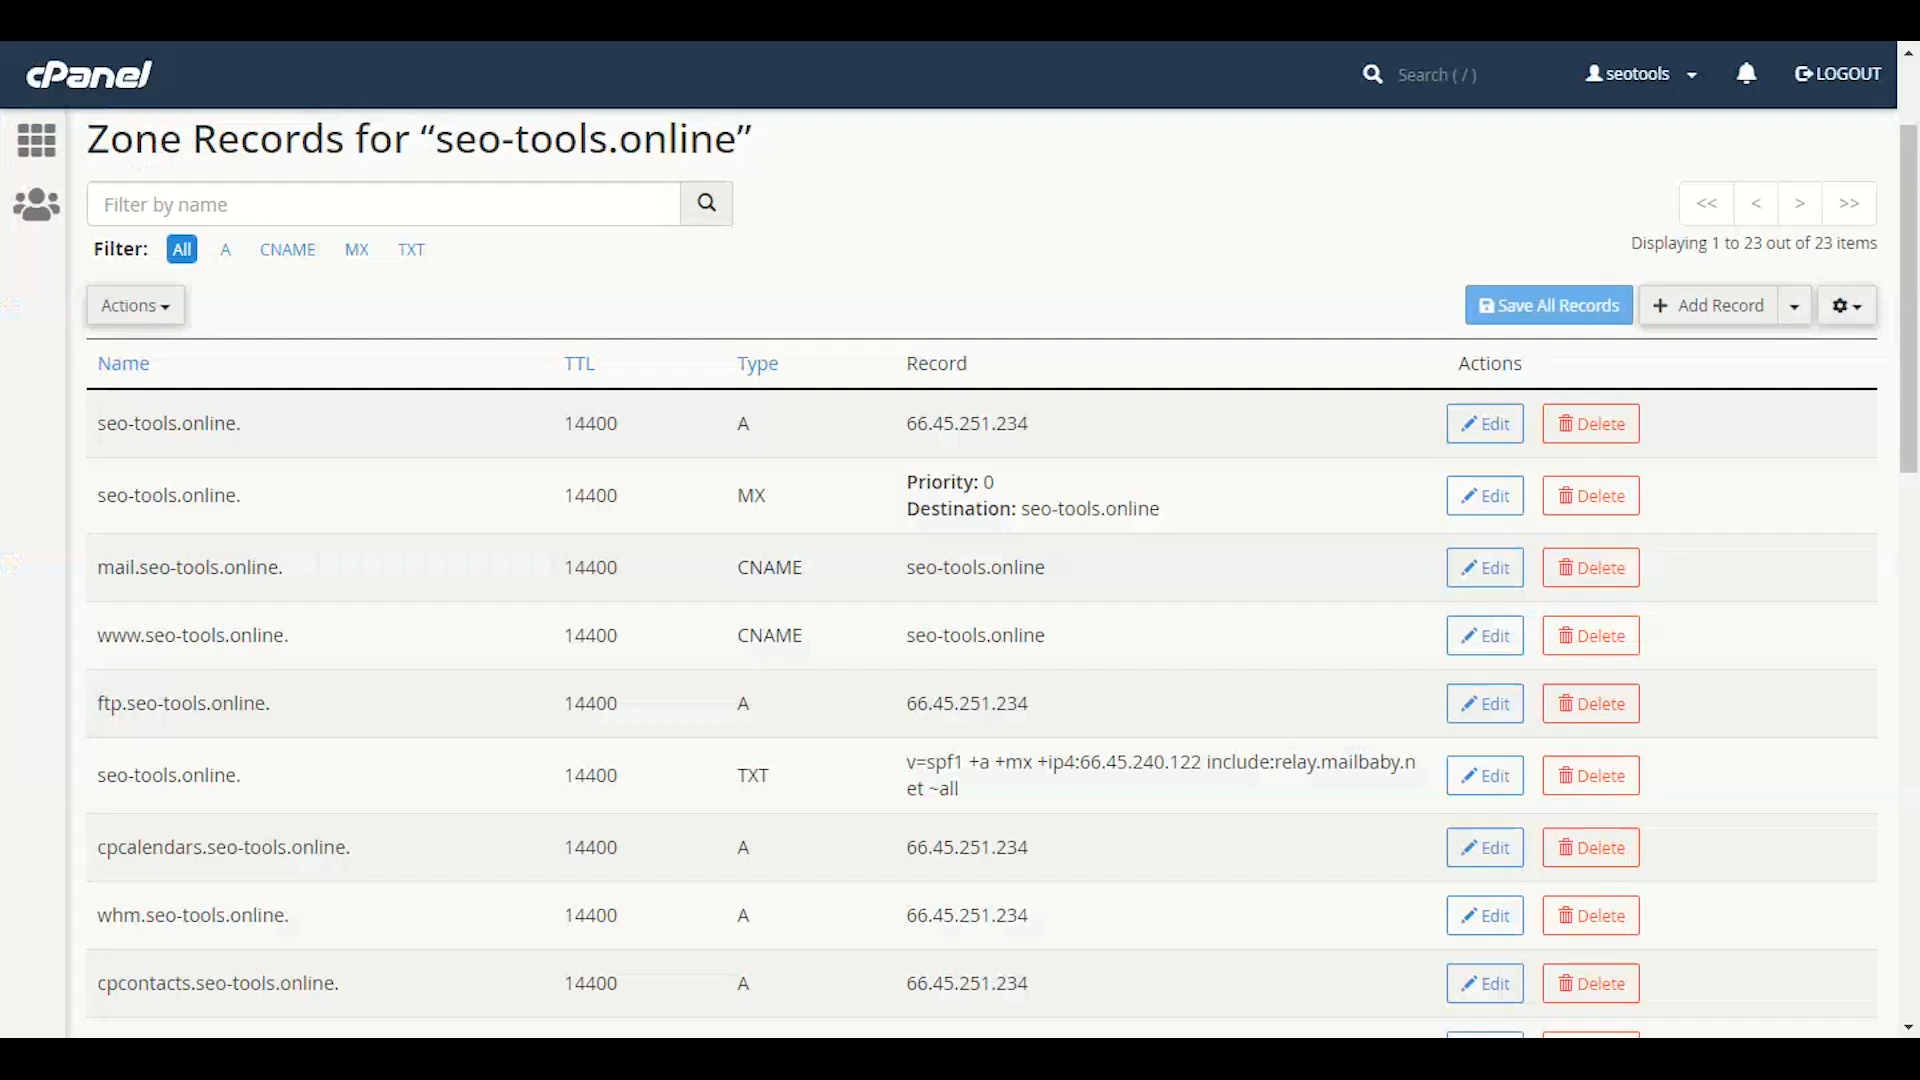 cPanel
Search ( / )
seotools
LOGOUT
Zone Records for “seo-tools.online”
Filter by name
<< < > >>
Filter: All A CNAME MX TXT
Displaying 1 to 23 out of 23 items
Actions
Save All Records
+ Add Record
Name TTL Type Record Actions
seo-tools.online. 14400 A 66.45.251.234 Edit Delete
seo-tools.online. 14400 MX Priority: 0
Destination: seo-tools.online Edit Delete
mail.seo-tools.online. 14400 CNAME seo-tools.online Edit Delete
www.seo-tools.online. 14400 CNAME seo-tools.online Edit Delete
ftp.seo-tools.online. 14400 A 66.45.251.234 Edit Delete
seo-tools.online. 14400 TXT v=spf1 +a +mx +ip4:66.45.240.122 include:relay.mailbaby.n
et ~all Edit Delete
cpcalendars.seo-tools.online. 14400 A 66.45.251.234 Edit Delete
whm.seo-tools.online. 14400 A 66.45.251.234 Edit Delete
cpcontacts.seo-tools.online. 14400 A 66.45.251.234 Edit Delete